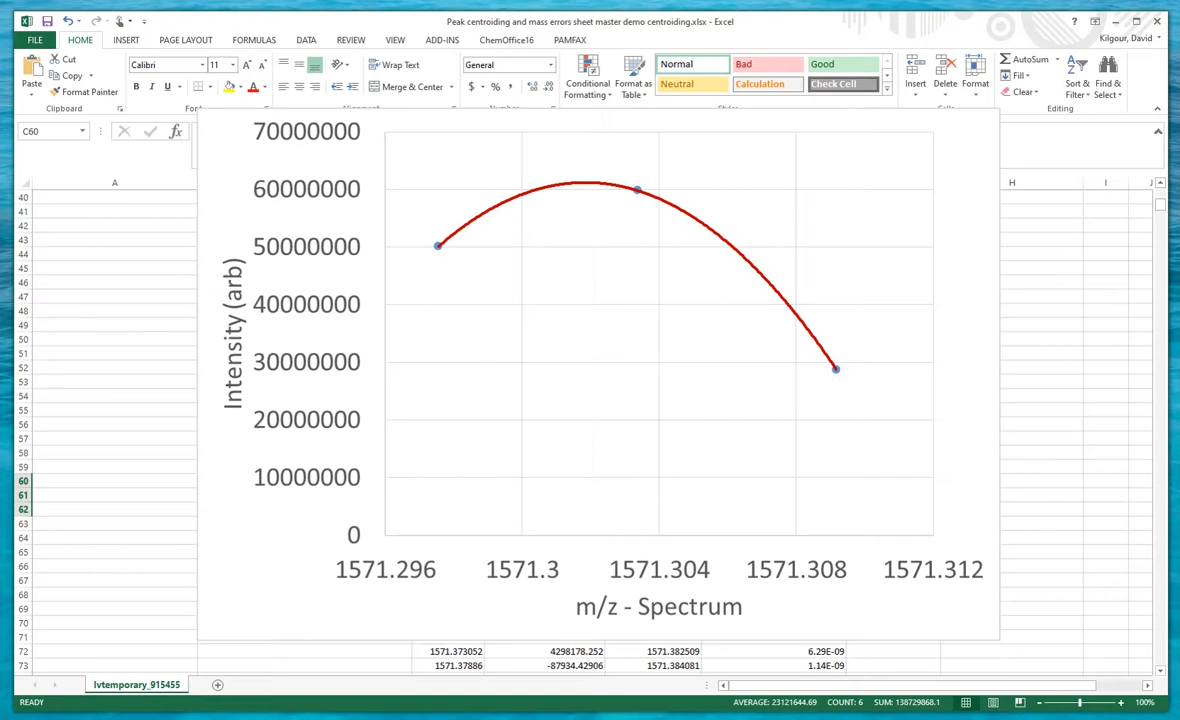 Peak centroiding and mass errors sheet master demo centroiding.xlsx - Excel
?
FILE HOME INSERT PAGE LAYOUT FORMULAS DATA REVIEW VIEW ADD-INS ChemOffice16 PAMFAX Kilgour, David
Paste Cut Copy Format Painter
Clipboard
Calibri 11
B I U
Wrap Text
Merge & Center
General
$ % ,
Conditional Formatting
Format as Table
Normal Bad Good
Neutral Calculation Check Cell
Insert Delete Format
Cells
AutoSum
Fill
Clear
Sort & Filter
Find & Select
Editing
C60 fx
A H I
40
41
42
43
44
45
46
47
48
49
50
51
52
53
54
55
56
57
58
59
60
61
62
63
64
65
66
67
68
69
70
71
70000000
60000000
50000000
40000000
30000000
20000000
10000000
0
Intensity (arb)
1571.296 1571.3 1571.304 1571.308 1571.312
m/z - Spectrum
72 1571.373052 4298178.252 1571.382509 6.29E-09
73 1571.37886 -87934.42906 1571.384081 1.14E-09
lvtemporary_915455
READY AVERAGE: 23121644.69 COUNT: 6 SUM: 138729868.1 100%